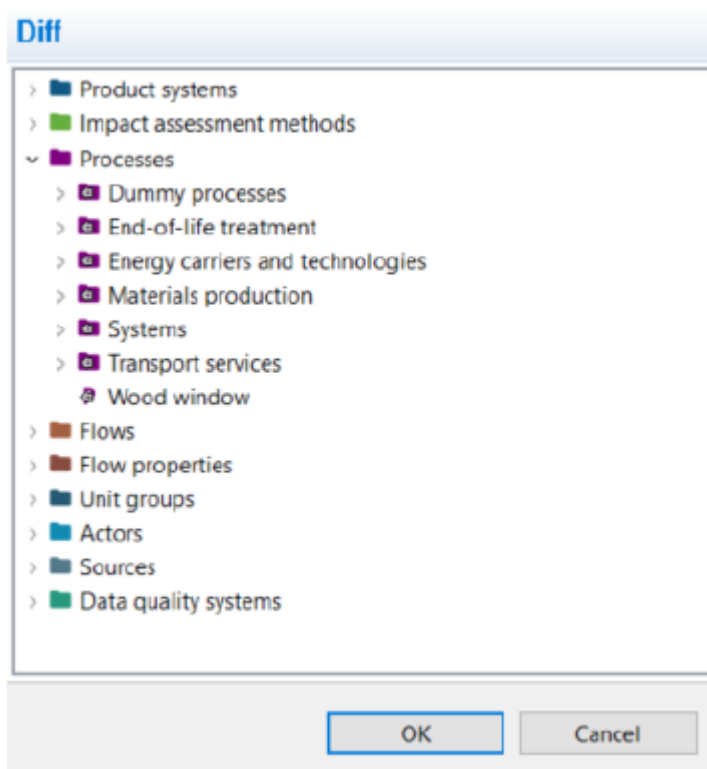 Diff
Product systems
Impact assessment methods
Processes
Dummy processes
End-of-life treatment
Energy carriers and technologies
Materials production
Systems
Transport services
Wood window
Flows
Flow properties
Unit groups
Actors
Sources
Data quality systems
OK Cancel